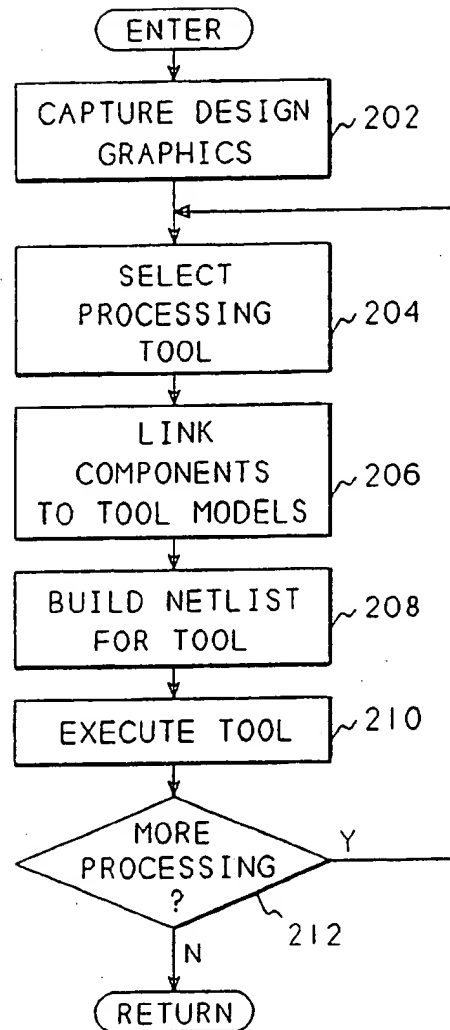 ENTER
CAPTURE DESIGN
GRAPHICS
202
SELECT
PROCESSING
TOOL
204
LINK
COMPONENTS
TO TOOL MODELS
206
BUILD NETLIST
FOR TOOL
208
EXECUTE TOOL
210
MORE
PROCESSING
?
Y
212
N
RETURN